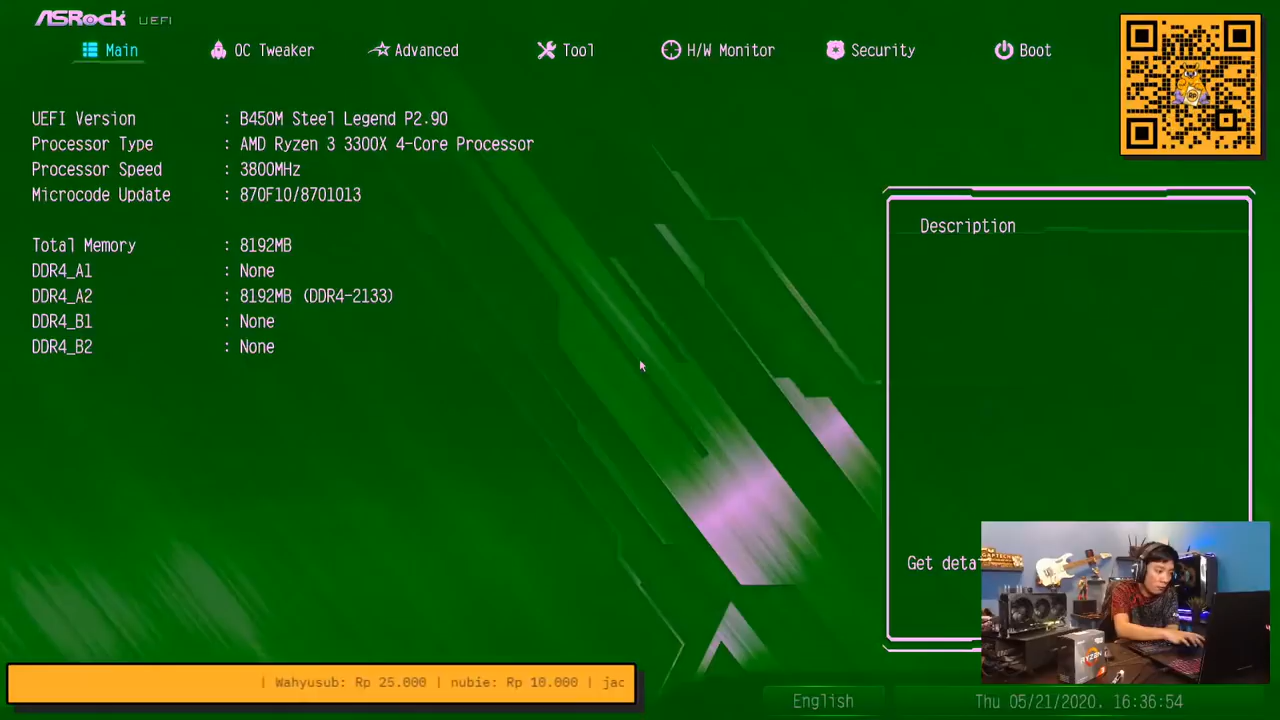 ASRock UEFI
Main OC Tweaker Advanced Tool H/W Monitor Security Boot
UEFI Version : B450M Steel Legend P2.90
Processor Type : AMD Ryzen 3 3300X 4-Core Processor
Processor Speed : 3800MHz
Microcode Update : 870F10/8701013
Total Memory : 8192MB
DDR4_A1 : None
DDR4_A2 : 8192MB (DDR4-2133)
DDR4_B1 : None
DDR4_B2 : None
Description
Get deta
RYZEN
| Wahyusub: Rp 25.000 | nubie: Rp 10.000 | jac
English
Thu 05/21/2020. 16:36:54